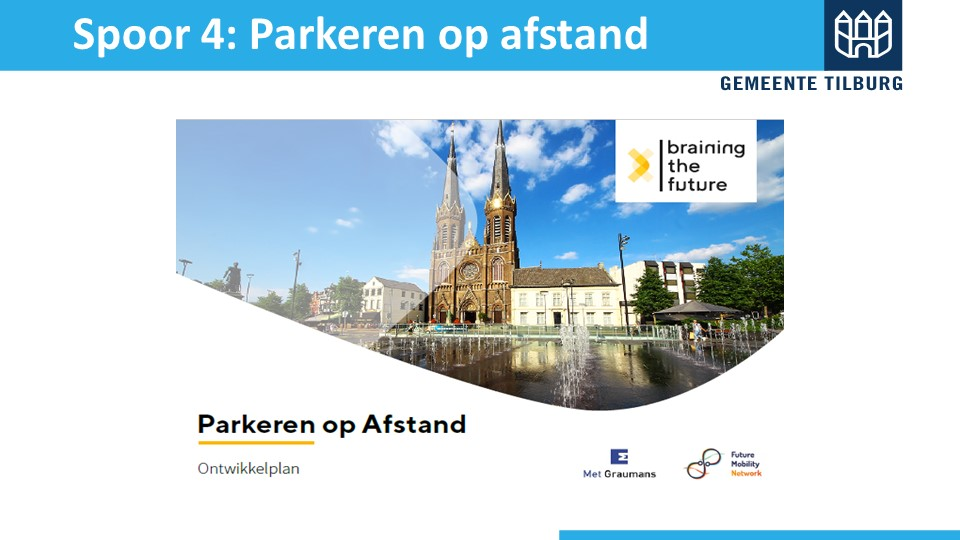 Spoor 4: Parkeren op afstand
GEMEENTE TILBURG
braining
the
future
Parkeren op Afstand
Ontwikkelplan
Met Graumans
Future
Mobility
Network